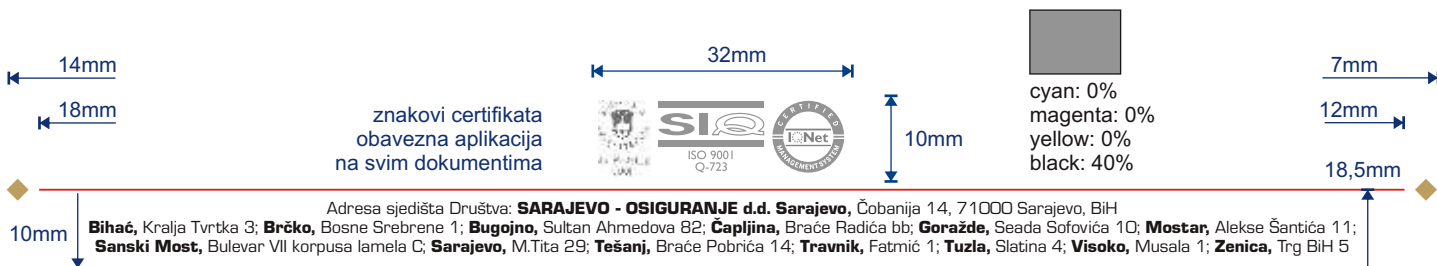 14mm
32mm
7mm
18mm
znakovi certifikata
obavezna aplikacija
na svim dokumentima
SIQ
ISO 9001
Q-723
CERTIFIED
IQNet
MANAGEMENT SYSTEM
10mm
cyan: 0%
magenta: 0%
yellow: 0%
black: 40%
12mm
18,5mm
10mm
Adresa sjedišta Društva: SARAJEVO - OSIGURANJE d.d. Sarajevo, Čobanija 14, 71000 Sarajevo, BiH
Bihać, Kralja Tvrtka 3; Brčko, Bosne Srebrene 1; Bugojno, Sultan Ahmedova 82; Čapljina, Braće Radića bb; Goražde, Seada Sofovića 10; Mostar, Alekse Šantića 11;
Sanski Most, Bulevar VII korpusa lamela C; Sarajevo, M.Tita 29; Tešanj, Braće Pobrića 14; Travnik, Fatmić 1; Tuzla, Slatina 4; Visoko, Musala 1; Zenica, Trg BiH 5